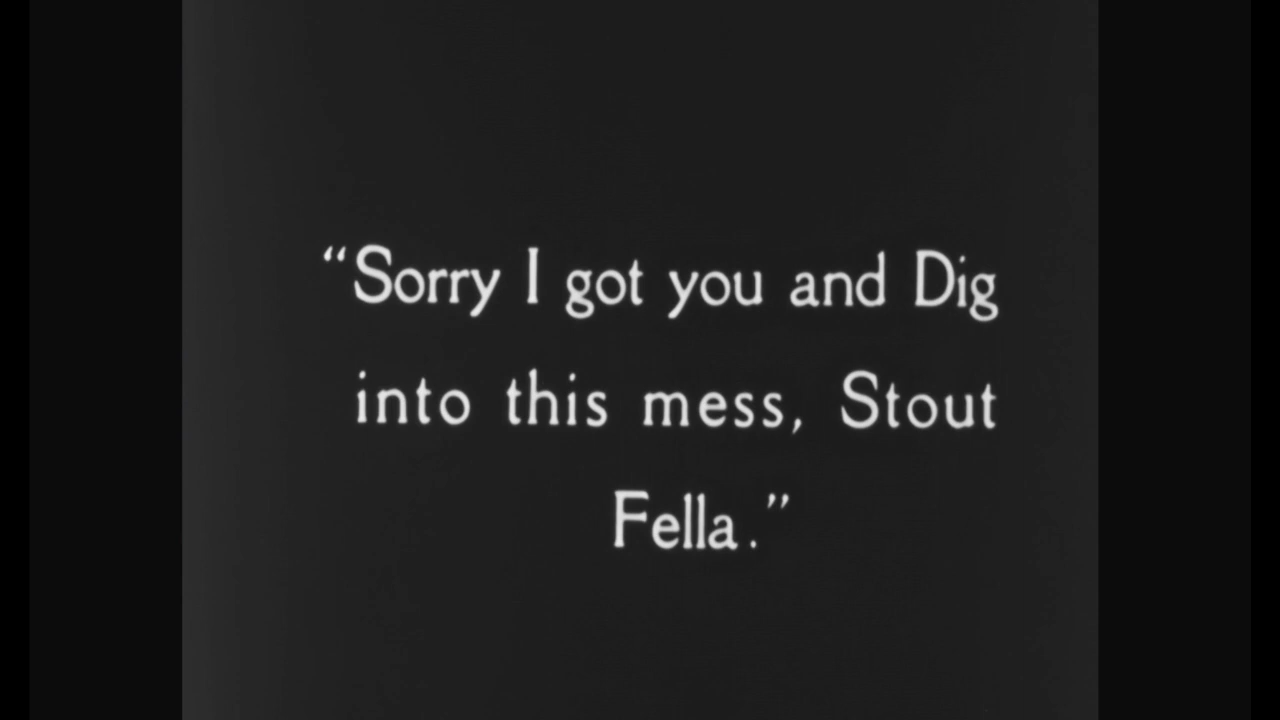 “Sorry I got you and Dig
into this mess, Stout
Fella.”